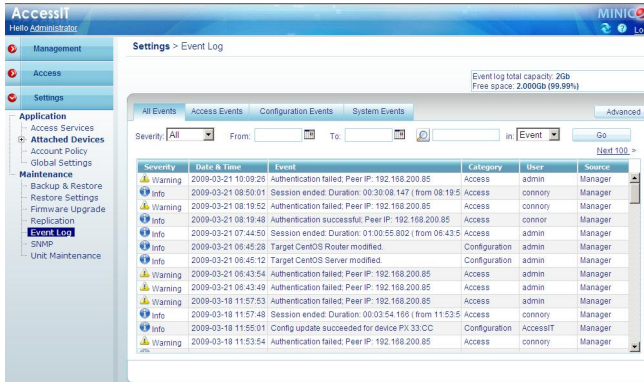 AccessIT
MINIC
Hello Administrator
Lo
Management
Access
Settings
Application
Access Services
Attached Devices
Account Policy
Global Settings
Maintenance
Backup & Restore
Restore Settings
Firmware Upgrade
Replication
Event Log
SNMP
Unit Maintenance
Settings > Event Log
Event log total capacity: 2Gb
Free space: 2.000Gb (99.99%)
All Events Access Events Configuration Events System Events Advanced
Severity: All From: To: in: Event Go
Next 100 >
Severity Date & Time Event Category User Source
Warning 2009-03-21 10:09:26 Authentication failed; Peer IP: 192.168.200.85 Access admin Manager
Info 2009-03-21 08:50:01 Session ended: Duration: 00:30:08.147 ( from 08:19:5 Access connory Manager
Warning 2009-03-21 08:19:52 Authentication failed; Peer IP: 192.168.200.85 Access connory Manager
Info 2009-03-21 08:19:48 Authentication successful; Peer IP: 192.168.200.85 Access connor Manager
Info 2009-03-21 07:44:50 Session ended: Duration: 01:00:55.802 ( from 06:43:5 Access admin Manager
Info 2009-03-21 06:45:28 Target CentOS Router modified. Configuration admin Manager
Info 2009-03-21 06:45:12 Target CentOS Server modified. Configuration admin Manager
Warning 2009-03-21 06:43:54 Authentication failed; Peer IP: 192.168.200.85 Access admin Manager
Warning 2009-03-21 06:43:49 Authentication failed; Peer IP: 192.168.200.85 Access admin Manager
Warning 2009-03-18 11:57:53 Authentication failed; Peer IP: 192.168.200.85 Access admin Manager
Info 2009-03-18 11:57:48 Session ended: Duration: 00:03:54.166 ( from 11:53:5 Access connory Manager
Info 2009-03-18 11:55:01 Config update succeeded for device PX 33:CC Configuration AccessIT Manager
Warning 2009-03-18 11:53:54 Authentication failed; Peer IP: 192.168.200.85 Access connory Manager